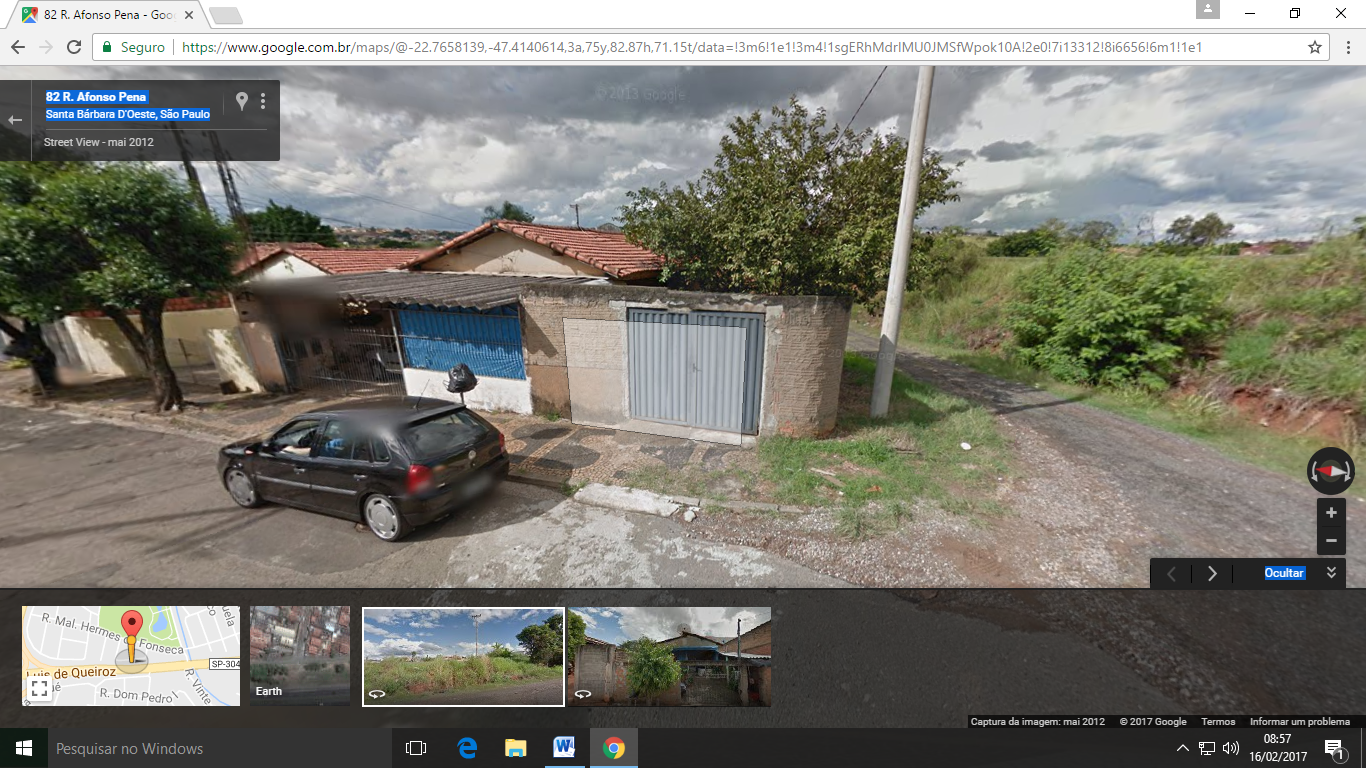 82 R. Afonso Pena - Goo
Seguro
https://www.google.com.br/maps/@-22.7658139,-47.4140614,3a,75y,82.87h,71.15t/data=!3m6!1e1!3m4!1sgERhMdrIMU0JMSfWpok10A!2e0!7i13312!8i6656!6m1!1e1
82 R. Afonso Pena
Santa Bárbara D'Oeste, São Paulo
Street View - mai 2012
© 2013 Google
Ocultar
R. Mal. Hermes da Fonseca
SP-304
Luis de Queiroz
R. Dom Pedro I
R. Vinte
Earth
Captura da imagem: mai 2012 © 2017 Google Termos Informar um problema
Pesquisar no Windows
08:57
16/02/2017
1